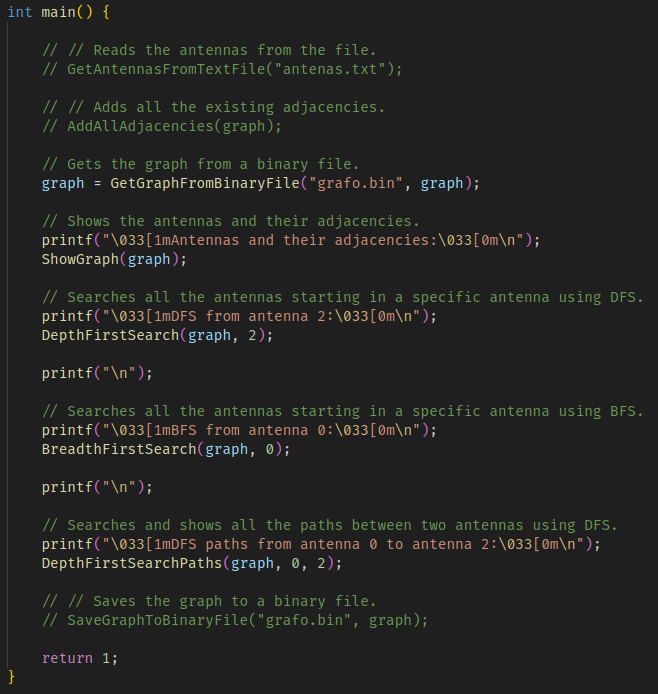 int main() {
// // Reads the antennas from the file.
// GetAntennasFromTextFile("antenas.txt");
// // Adds all the existing adjacencies.
// AddAllAdjacencies(graph);
// Gets the graph from a binary file.
graph = GetGraphFromBinaryFile("grafo.bin", graph);
// Shows the antennas and their adjacencies.
printf("\033[1mAntennas and their adjacencies:\033[0m\n");
ShowGraph(graph);
// Searches all the antennas starting in a specific antenna using DFS.
printf("\033[1mDFS from antenna 2:\033[0m\n");
DepthFirstSearch(graph, 2);
printf("\n");
// Searches all the antennas starting in a specific antenna using BFS.
printf("\033[1mBFS from antenna 0:\033[0m\n");
BreadthFirstSearch(graph, 0);
printf("\n");
// Searches and shows all the paths between two antennas using DFS.
printf("\033[1mDFS paths from antenna 0 to antenna 2:\033[0m\n");
DepthFirstSearchPaths(graph, 0, 2);
// // Saves the graph to a binary file.
// SaveGraphToBinaryFile("grafo.bin", graph);
return 1;
}